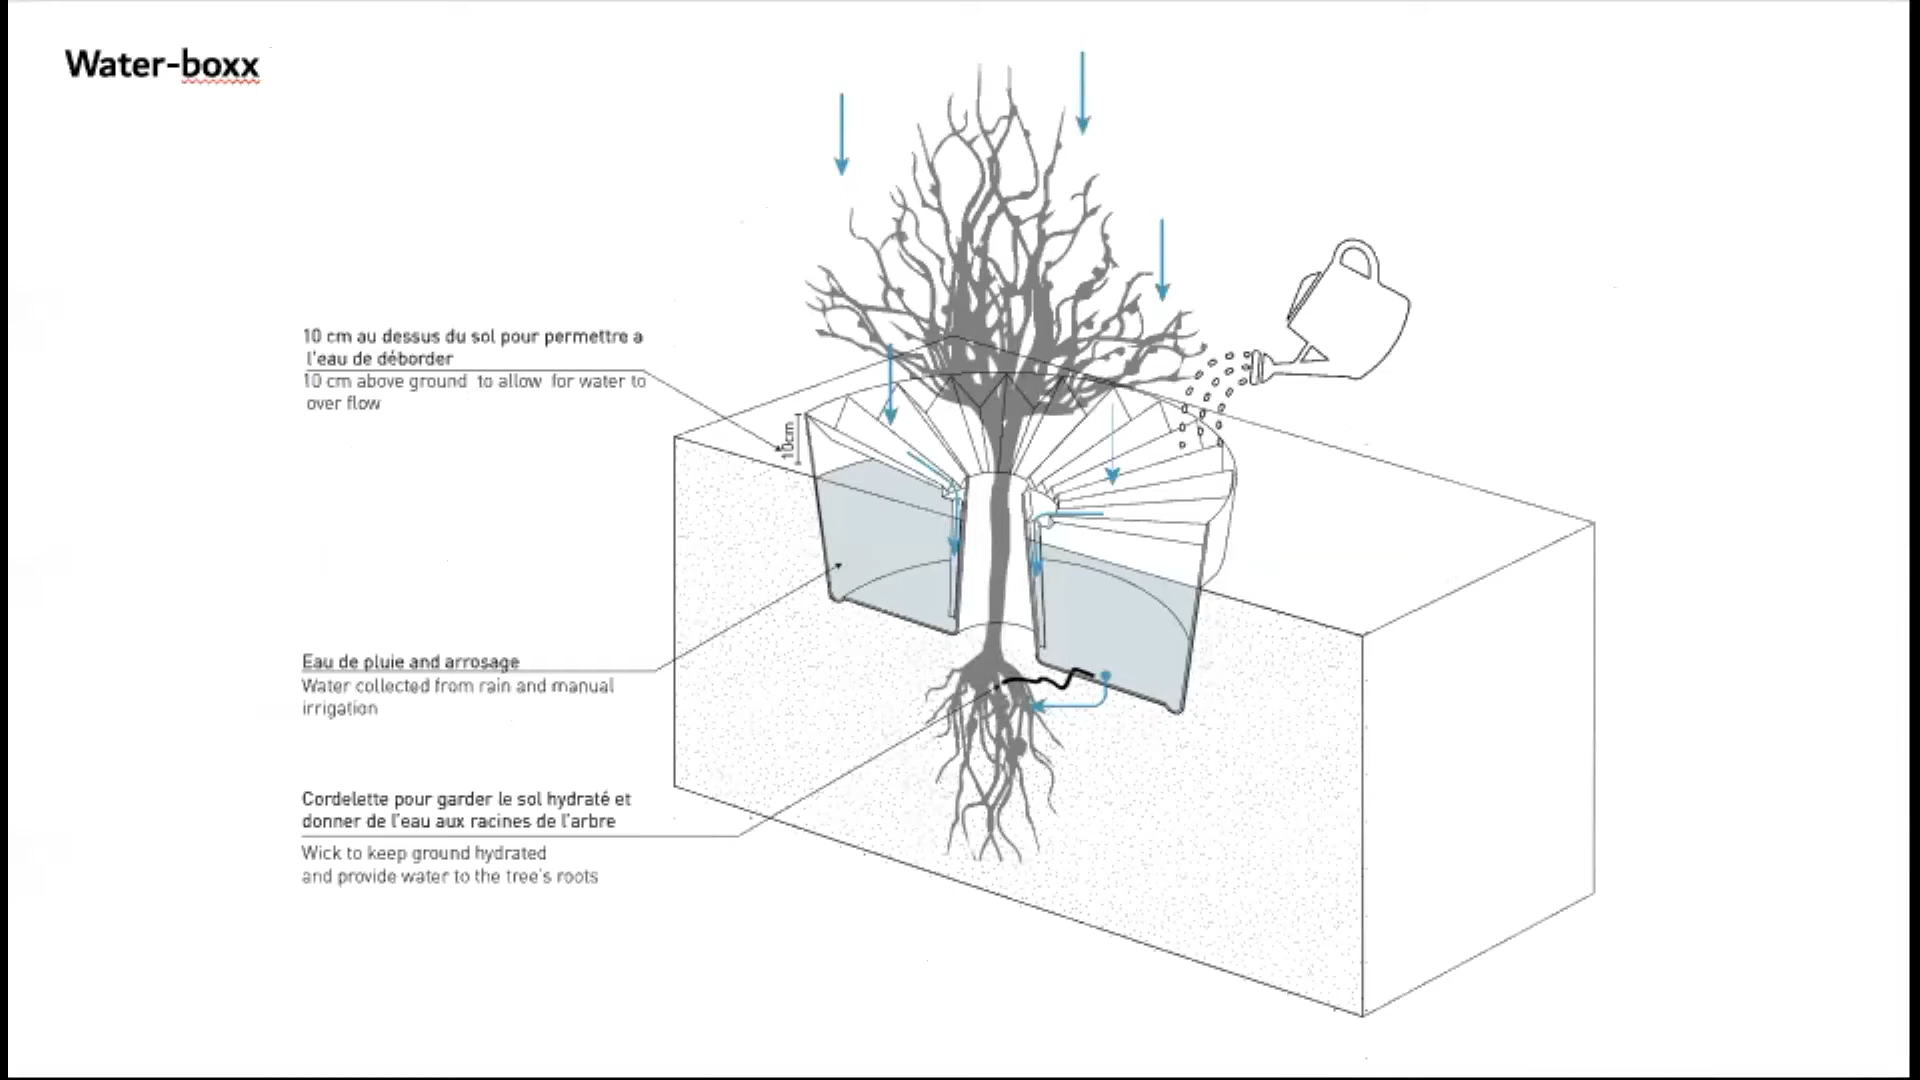 Water-boxx
10 cm au dessus du sol pour permettre a
l'eau de déborder
10 cm above ground to allow for water to
over flow
10cm
Eau de pluie and arrosage
Water collected from rain and manual
irrigation
Cordelette pour garder le sol hydraté et
donner de l'eau aux racines de l'arbre
Wick to keep ground hydrated
and provide water to the tree's roots